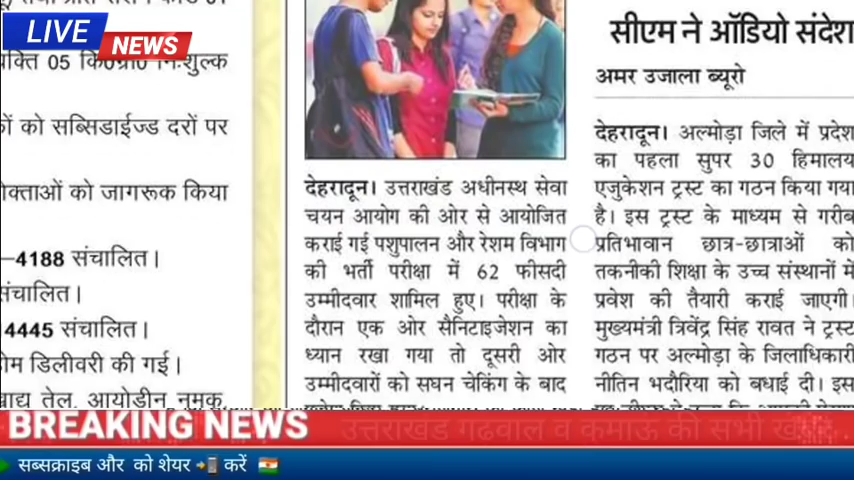 LIVE
NEWS
05 कि0ग्रा0 निःशुल्क
को सब्सिडाईज्ड दरों पर
को जागरूक किया
–4188 संचालित।
संचालित।
4445 संचालित।
डिलीवरी की गई।
तेल, आयोडीन नमक,
देहरादून। उत्तराखंड अधीनस्थ सेवा
चयन आयोग की ओर से आयोजित
कराई गई पशुपालन और रेशम विभाग
की भर्ती परीक्षा में 62 फीसदी
उम्मीदवार शामिल हुए। परीक्षा के
दौरान एक ओर सैनिटाइजेशन का
ध्यान रखा गया तो दूसरी ओर
उम्मीदवारों को सघन चेकिंग के बाद
सीएम ने ऑडियो संदेश
अमर उजाला ब्यूरो
देहरादून। अल्मोड़ा जिले में प्रदेश
का पहला सुपर 30 हिमालय
एजुकेशन ट्रस्ट का गठन किया गया
है। इस ट्रस्ट के माध्यम से गरीब
प्रतिभावान छात्र-छात्राओं को
तकनीकी शिक्षा के उच्च संस्थानों में
प्रवेश की तैयारी कराई जाएगी।
मुख्यमंत्री त्रिवेंद्र सिंह रावत ने ट्रस्ट
गठन पर अल्मोड़ा के जिलाधिकारी
नीतिन भदौरिया को बधाई दी। इस
BREAKING NEWS
उत्तराखंड गढवाल व कुमाऊ की सभी
सब्सक्राइब और को शेयर 📲 करें 🇮🇳